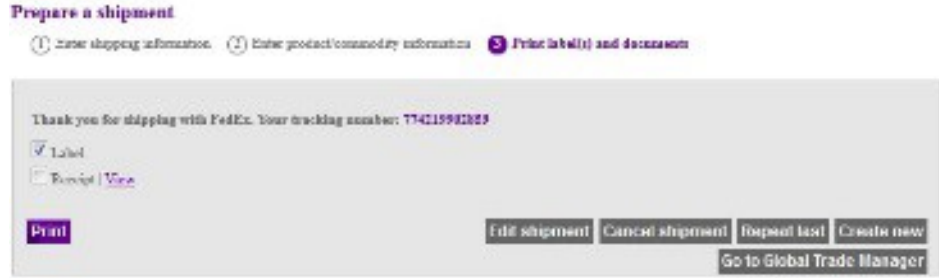 Prepare a shipment
1 Enter shipping information 2 Enter product/commodity information 3 Print label(s) and documents
Thank you for shipping with FedEx. Your tracking number:
Label
Receipt | View
Print
Edit shipment Cancel shipment Repeat last Create new
Go to Global Trade Manager